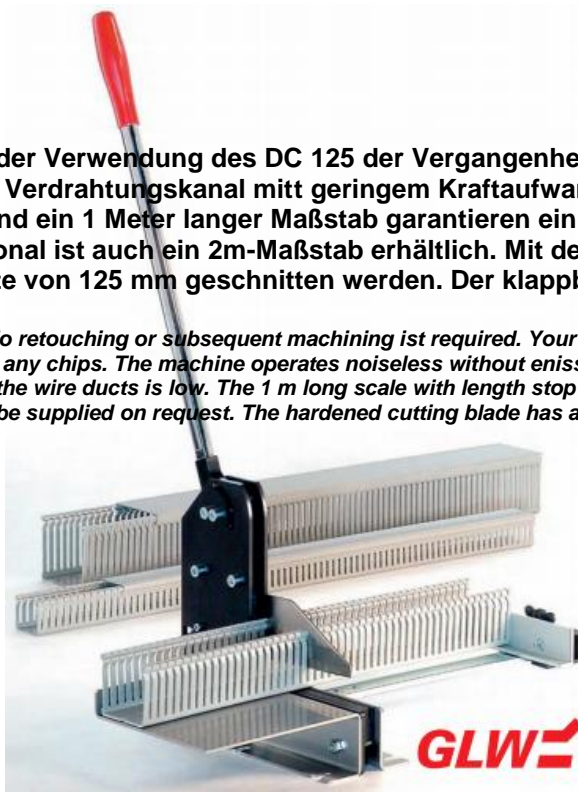 der Verwendung des DC 125 der Vergangenhe
Verdrahtungskanal mitt geringem Kraftaufwa
nd ein 1 Meter langer Maßstab garantieren ein
onal ist auch ein 2m-Maßstab erhältlich. Mit de
te von 125 mm geschnitten werden. Der klappb
o retouching or subsequent machining ist required. Your
any chips. The machine operates noiseless without eniss
the wire ducts is low. The 1 m long scale with length stop
be supplied on request. The hardened cutting blade has a
GLW